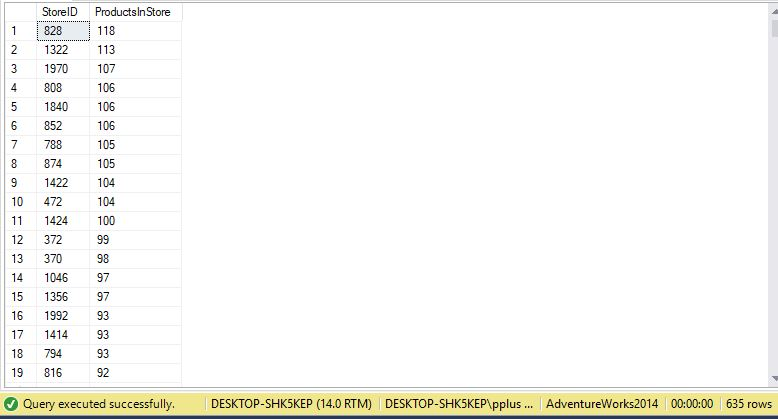 StoreID ProductsInStore
1 828 118
2 1322 113
3 1970 107
4 808 106
5 1840 106
6 852 106
7 788 105
8 874 105
9 1422 104
10 472 104
11 1424 100
12 372 99
13 370 98
14 1046 97
15 1356 97
16 1992 93
17 1414 93
18 794 93
19 816 92
Query executed successfully. DESKTOP-SHK5KEP (14.0 RTM) DESKTOP-SHK5KEP\pplus ... AdventureWorks2014 00:00:00 635 rows